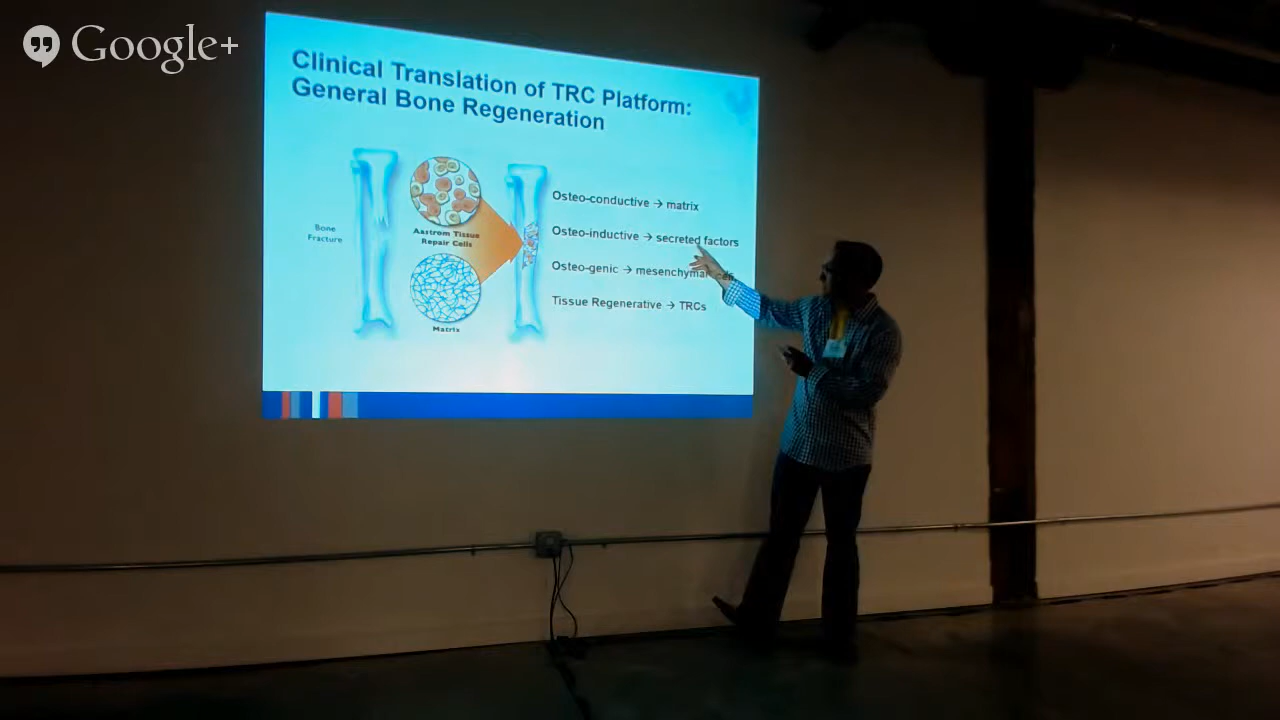 Google+
Clinical Translation of TRC Platform:
General Bone Regeneration
Bone
Fracture
Aastrom Tissue
Repair Cells
Matrix
Osteo-conductive → matrix
Osteo-inductive → secreted factors
Osteo-genic → mesenchymal
Tissue Regenerative → TRCs